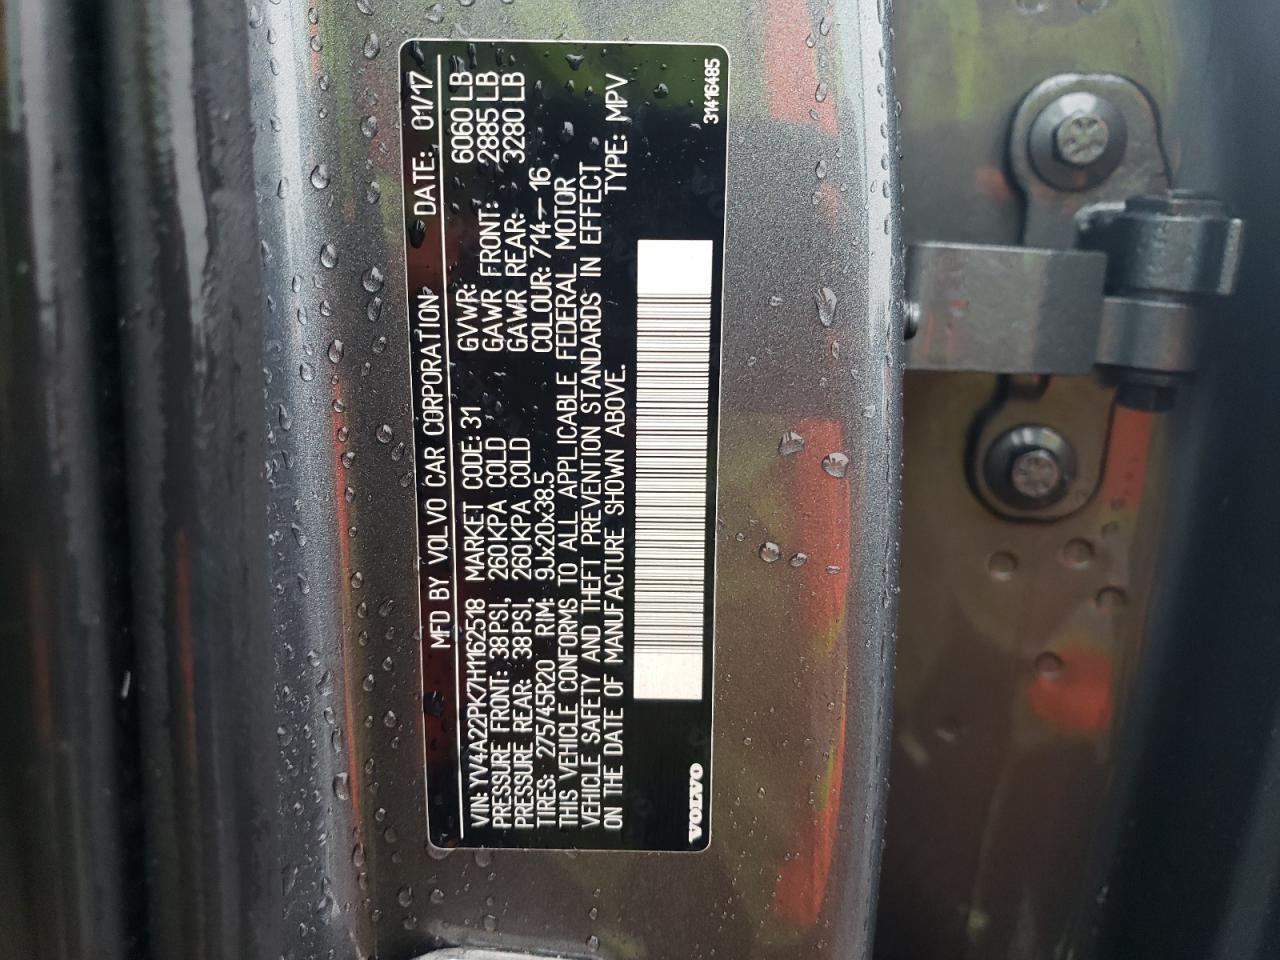 MFD BY VOLVO CAR CORPORATION DATE: 01/17
VIN: YV4A22PK7H1162518 MARKET CODE: 31 GVWR: 6060 LB
PRESSURE FRONT: 38PSI, 260KPA COLD GAWR FRONT: 2885 LB
PRESSURE REAR: 38PSI, 260KPA COLD GAWR REAR: 3280 LB
TIRES: 275/45R20 RIM: 9Jx20x38.5 COLOUR: 714-16
THIS VEHICLE CONFORMS TO ALL APPLICABLE FEDERAL MOTOR
VEHICLE SAFETY AND THEFT PREVENTION STANDARDS IN EFFECT
ON THE DATE OF MANUFACTURE SHOWN ABOVE. TYPE: MPV
VOLVO 31416485